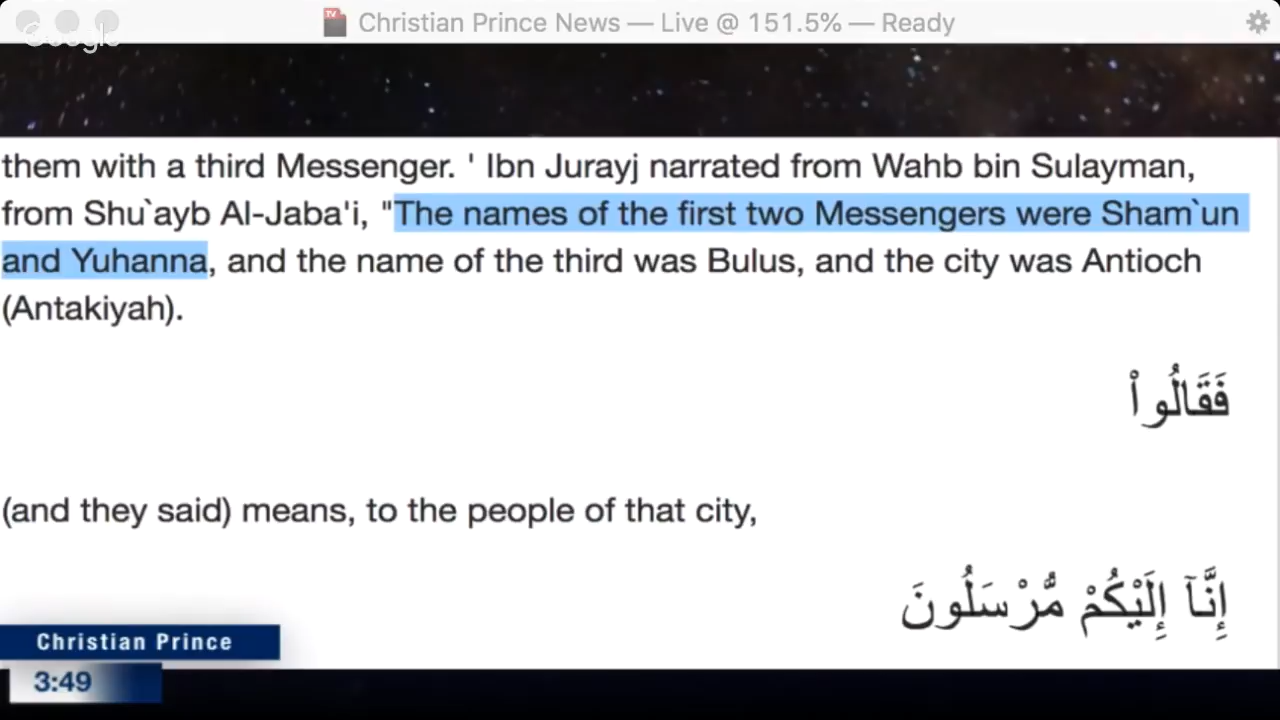 Christian Prince News — Live @ 151.5% — Ready
Google
them with a third Messenger. ' Ibn Jurayj narrated from Wahb bin Sulayman,
from Shu`ayb Al-Jaba'i, "The names of the first two Messengers were Sham`un
and Yuhanna, and the name of the third was Bulus, and the city was Antioch
(Antakiyah).
فَقَالُواْ
(and they said) means, to the people of that city,
إِنَّآ إِلَيْكُمْ مُّرْسَلُونَ
Christian Prince
3:49